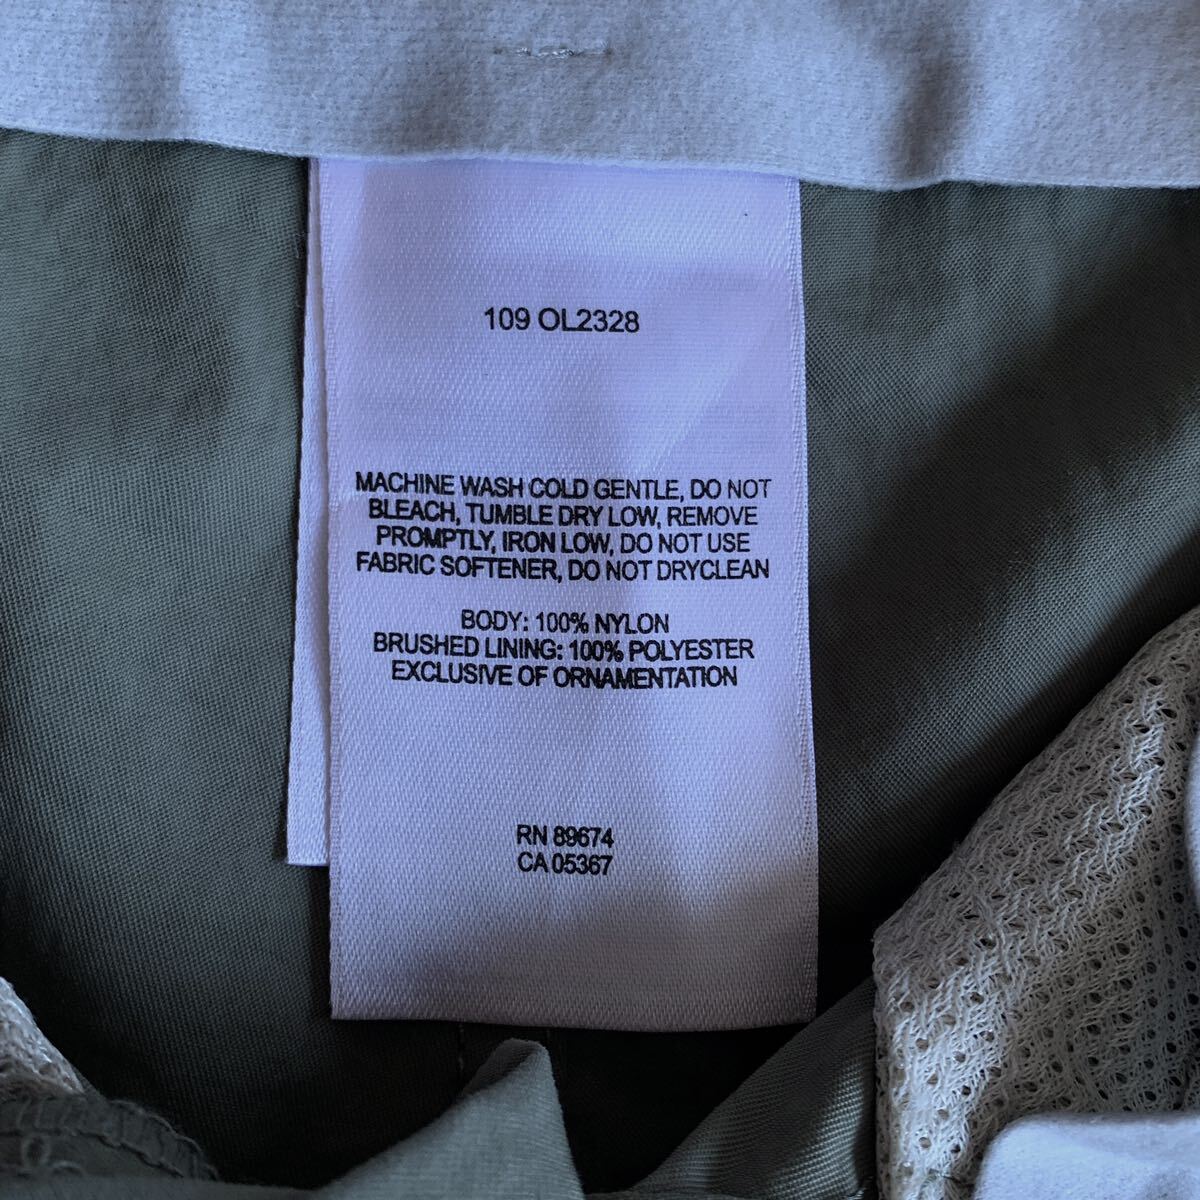 109 OL2328
MACHINE WASH COLD GENTLE, DO NOT
BLEACH, TUMBLE DRY LOW, REMOVE
PROMPTLY, IRON LOW, DO NOT USE
FABRIC SOFTENER, DO NOT DRYCLEAN
BODY: 100% NYLON
BRUSHED LINING: 100% POLYESTER
EXCLUSIVE OF ORNAMENTATION
RN 89674
CA 05367